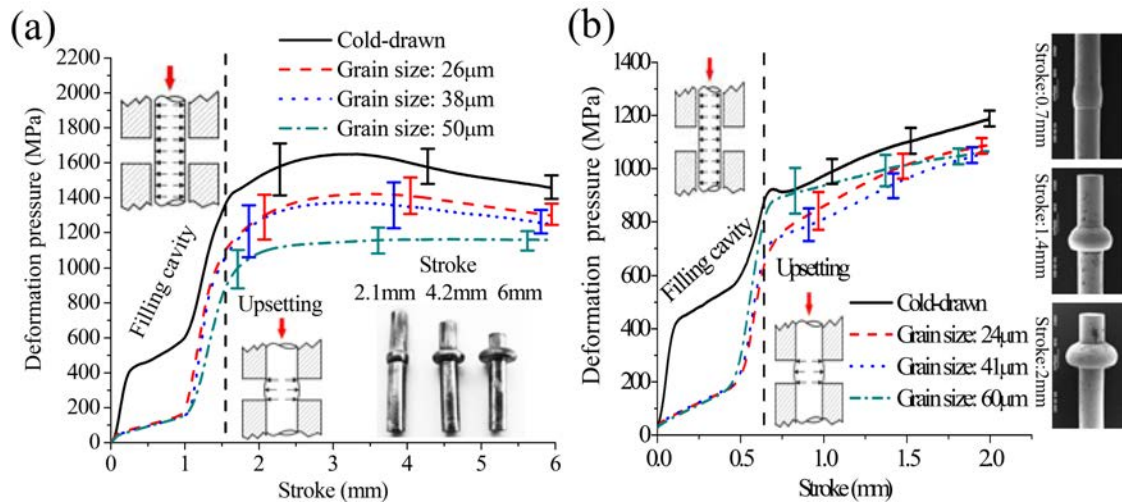 (a)
2200
2000
1800
1600
1400
1200
1000
800
600
400
200
0
Deformation pressure (MPa)
0 1 2 3 4 5 6
Stroke (mm)
Cold-drawn
Grain size: 26μm
Grain size: 38μm
Grain size: 50μm
Filling cavity
Upsetting
Stroke
2.1mm 4.2mm 6mm
(b)
1400
1200
1000
800
600
400
200
0
Deformation pressure (MPa)
0.0 0.5 1.0 1.5 2.0
Stroke (mm)
Filling cavity
Upsetting
Cold-drawn
Grain size: 24μm
Grain size: 41μm
Grain size: 60μm
Stroke:0.7mm
Stroke:1.4mm
Stroke:2mm